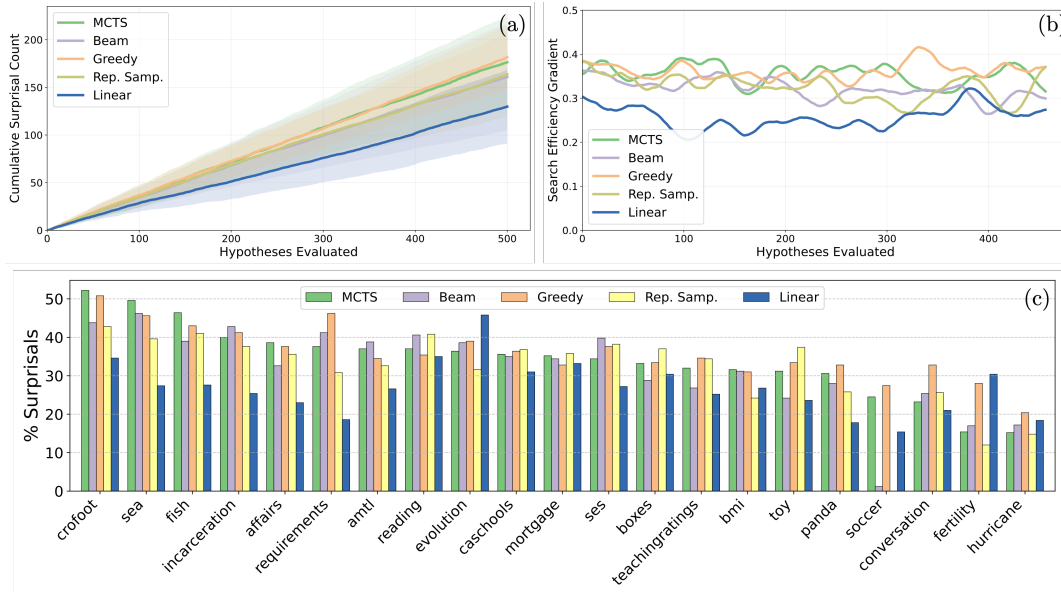 (a)
MCTS
Beam
Greedy
Rep. Samp.
Linear
Cumulative Surprisal Count
200
150
100
50
0
0 100 200 300 400 500
Hypotheses Evaluated
(b)
Search Efficiency Gradient
0.5
0.4
0.3
0.2
0.1
0.0
MCTS
Beam
Greedy
Rep. Samp.
Linear
0 100 200 300 400
Hypotheses Evaluated
(c)
MCTS Beam Greedy Rep. Samp. Linear
% Surprisals
50
40
30
20
10
0
crofoot sea fish incarceration affairs requirements amtl reading evolution caschools mortgage ses boxes teachingratings bmi toy panda soccer conversation fertility hurricane